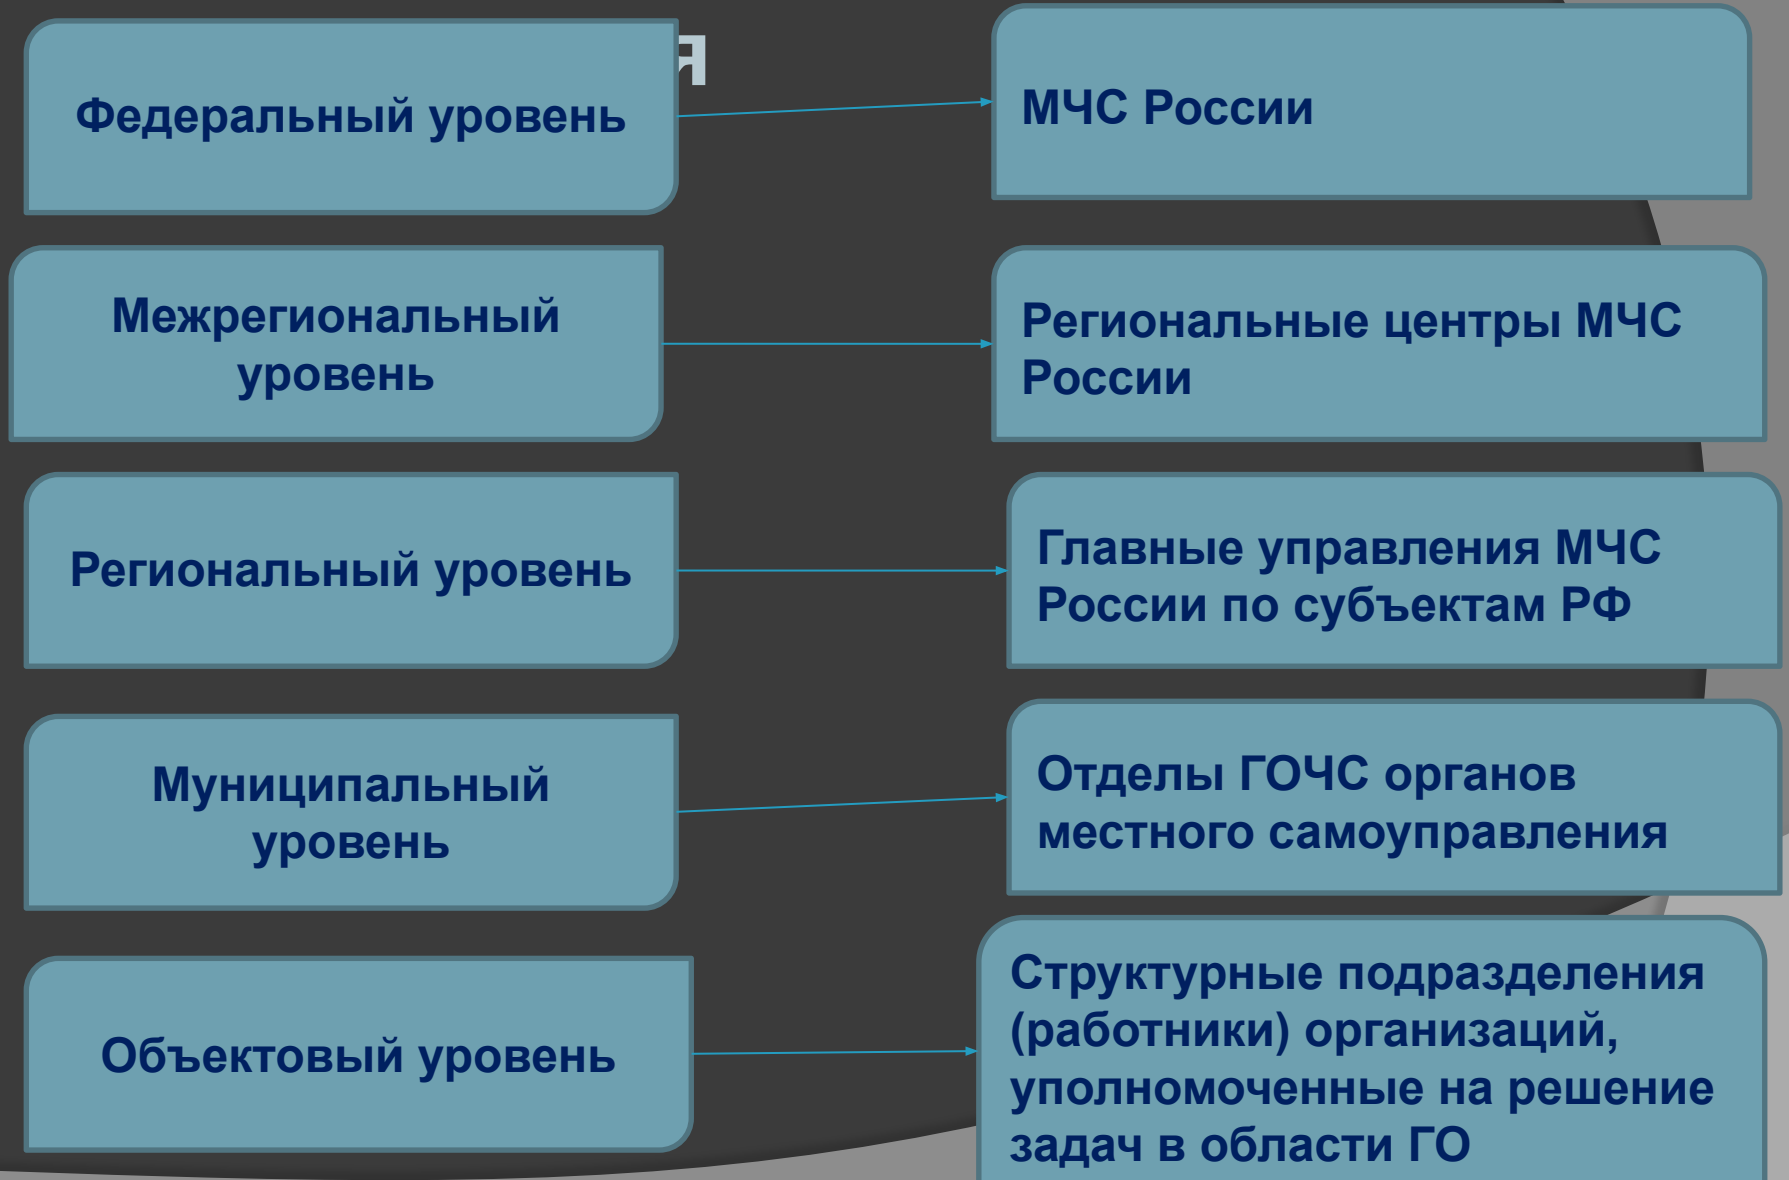 Федеральный уровень
МЧС России
Межрегиональный
уровень
Региональные центры МЧС
России
Региональный уровень
Главные управления МЧС
России по субъектам РФ
Муниципальный
уровень
Отделы ГОЧС органов
местного самоуправления
Объектовый уровень
Структурные подразделения
(работники) организаций,
уполномоченные на решение
задач в области ГО